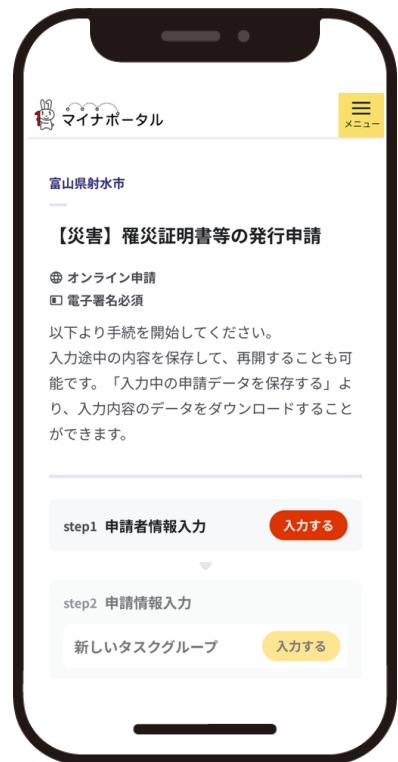 マイナポータル
メニュー
富山県射水市
【災害】罹災証明書等の発行申請
オンライン申請
電子署名必須
以下より手続を開始してください。
入力途中の内容を保存して、再開することも可
能です。「入力中の申請データを保存する」よ
り、入力内容のデータをダウンロードすること
ができます。
step1 申請者情報入力 入力する
step2 申請情報入力
新しいタスクグループ 入力する